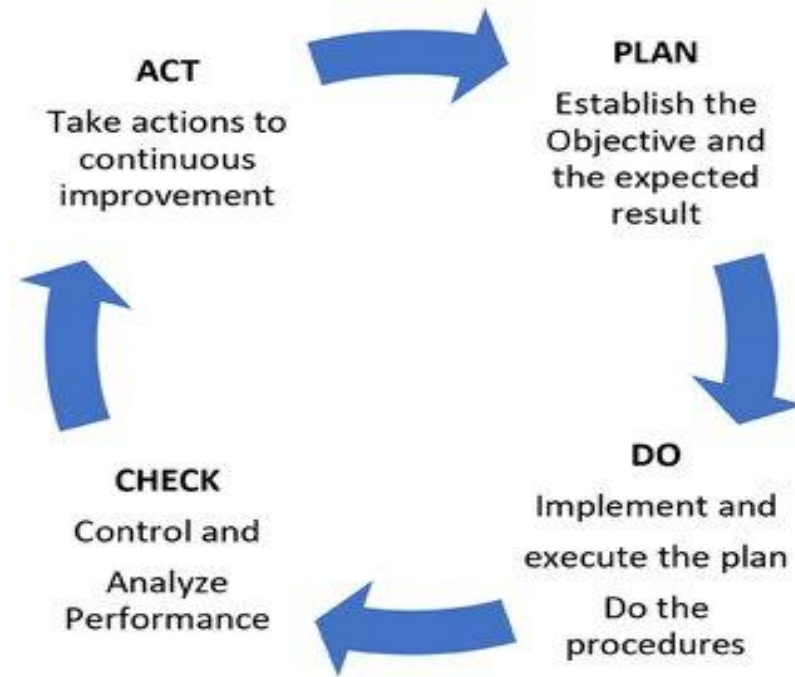 PLAN
Establish the
Objective and
the expected
result
DO
Implement and
execute the plan
Do the
procedures
CHECK
Control and
Analyze
Performance
ACT
Take actions to
continuous
improvement